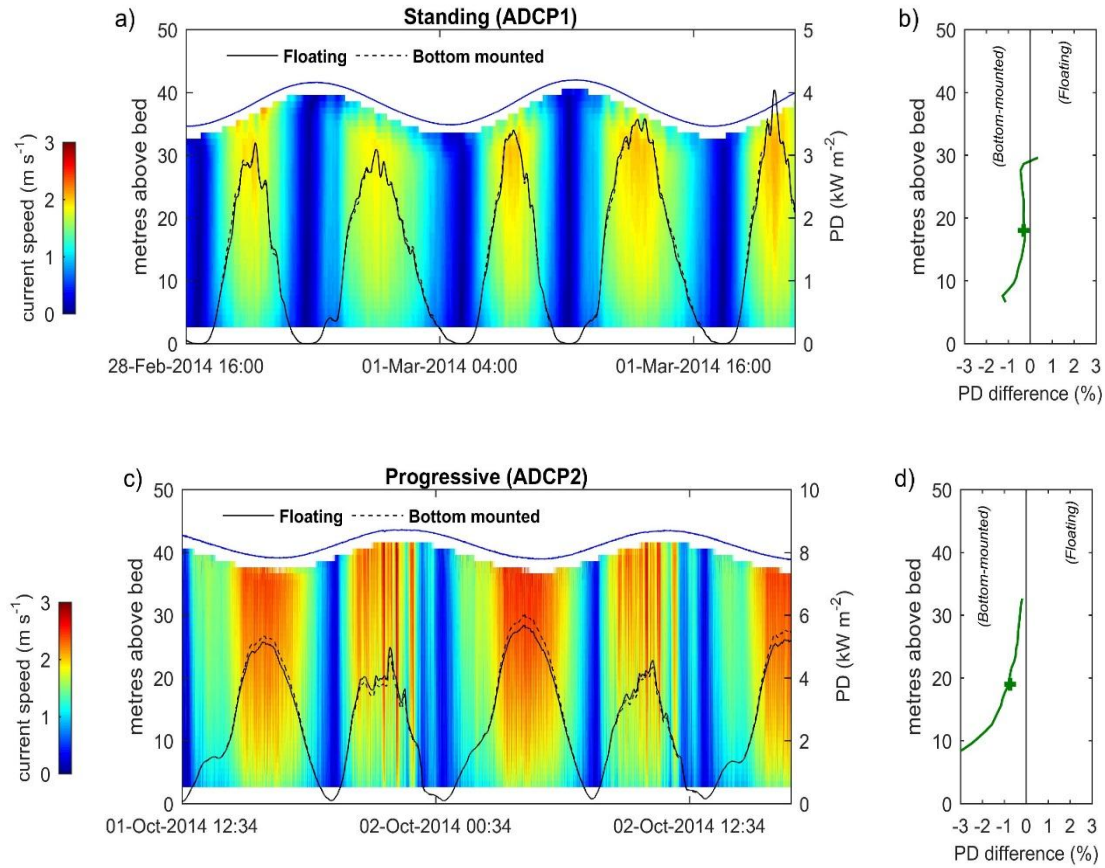 a)
Standing (ADCP1)
b)
50
40
30
20
10
0
metres above bed
Floating
Bottom mounted
5
4
3
2
1
0
PD (kW m-2)
3
2
1
0
current speed (m s-1)
28-Feb-2014 16:00
01-Mar-2014 04:00
01-Mar-2014 16:00
50
40
30
20
10
0
metres above bed
(Bottom-mounted)
(Floating)
-3 -2 -1 0 1 2 3
PD difference (%)
c)
Progressive (ADCP2)
d)
50
40
30
20
10
0
metres above bed
Floating
Bottom mounted
10
8
6
4
2
0
PD (kW m-2)
3
2
1
0
current speed (m s-1)
01-Oct-2014 12:34
02-Oct-2014 00:34
02-Oct-2014 12:34
50
40
30
20
10
0
metres above bed
(Bottom-mounted)
(Floating)
-3 -2 -1 0 1 2 3
PD difference (%)